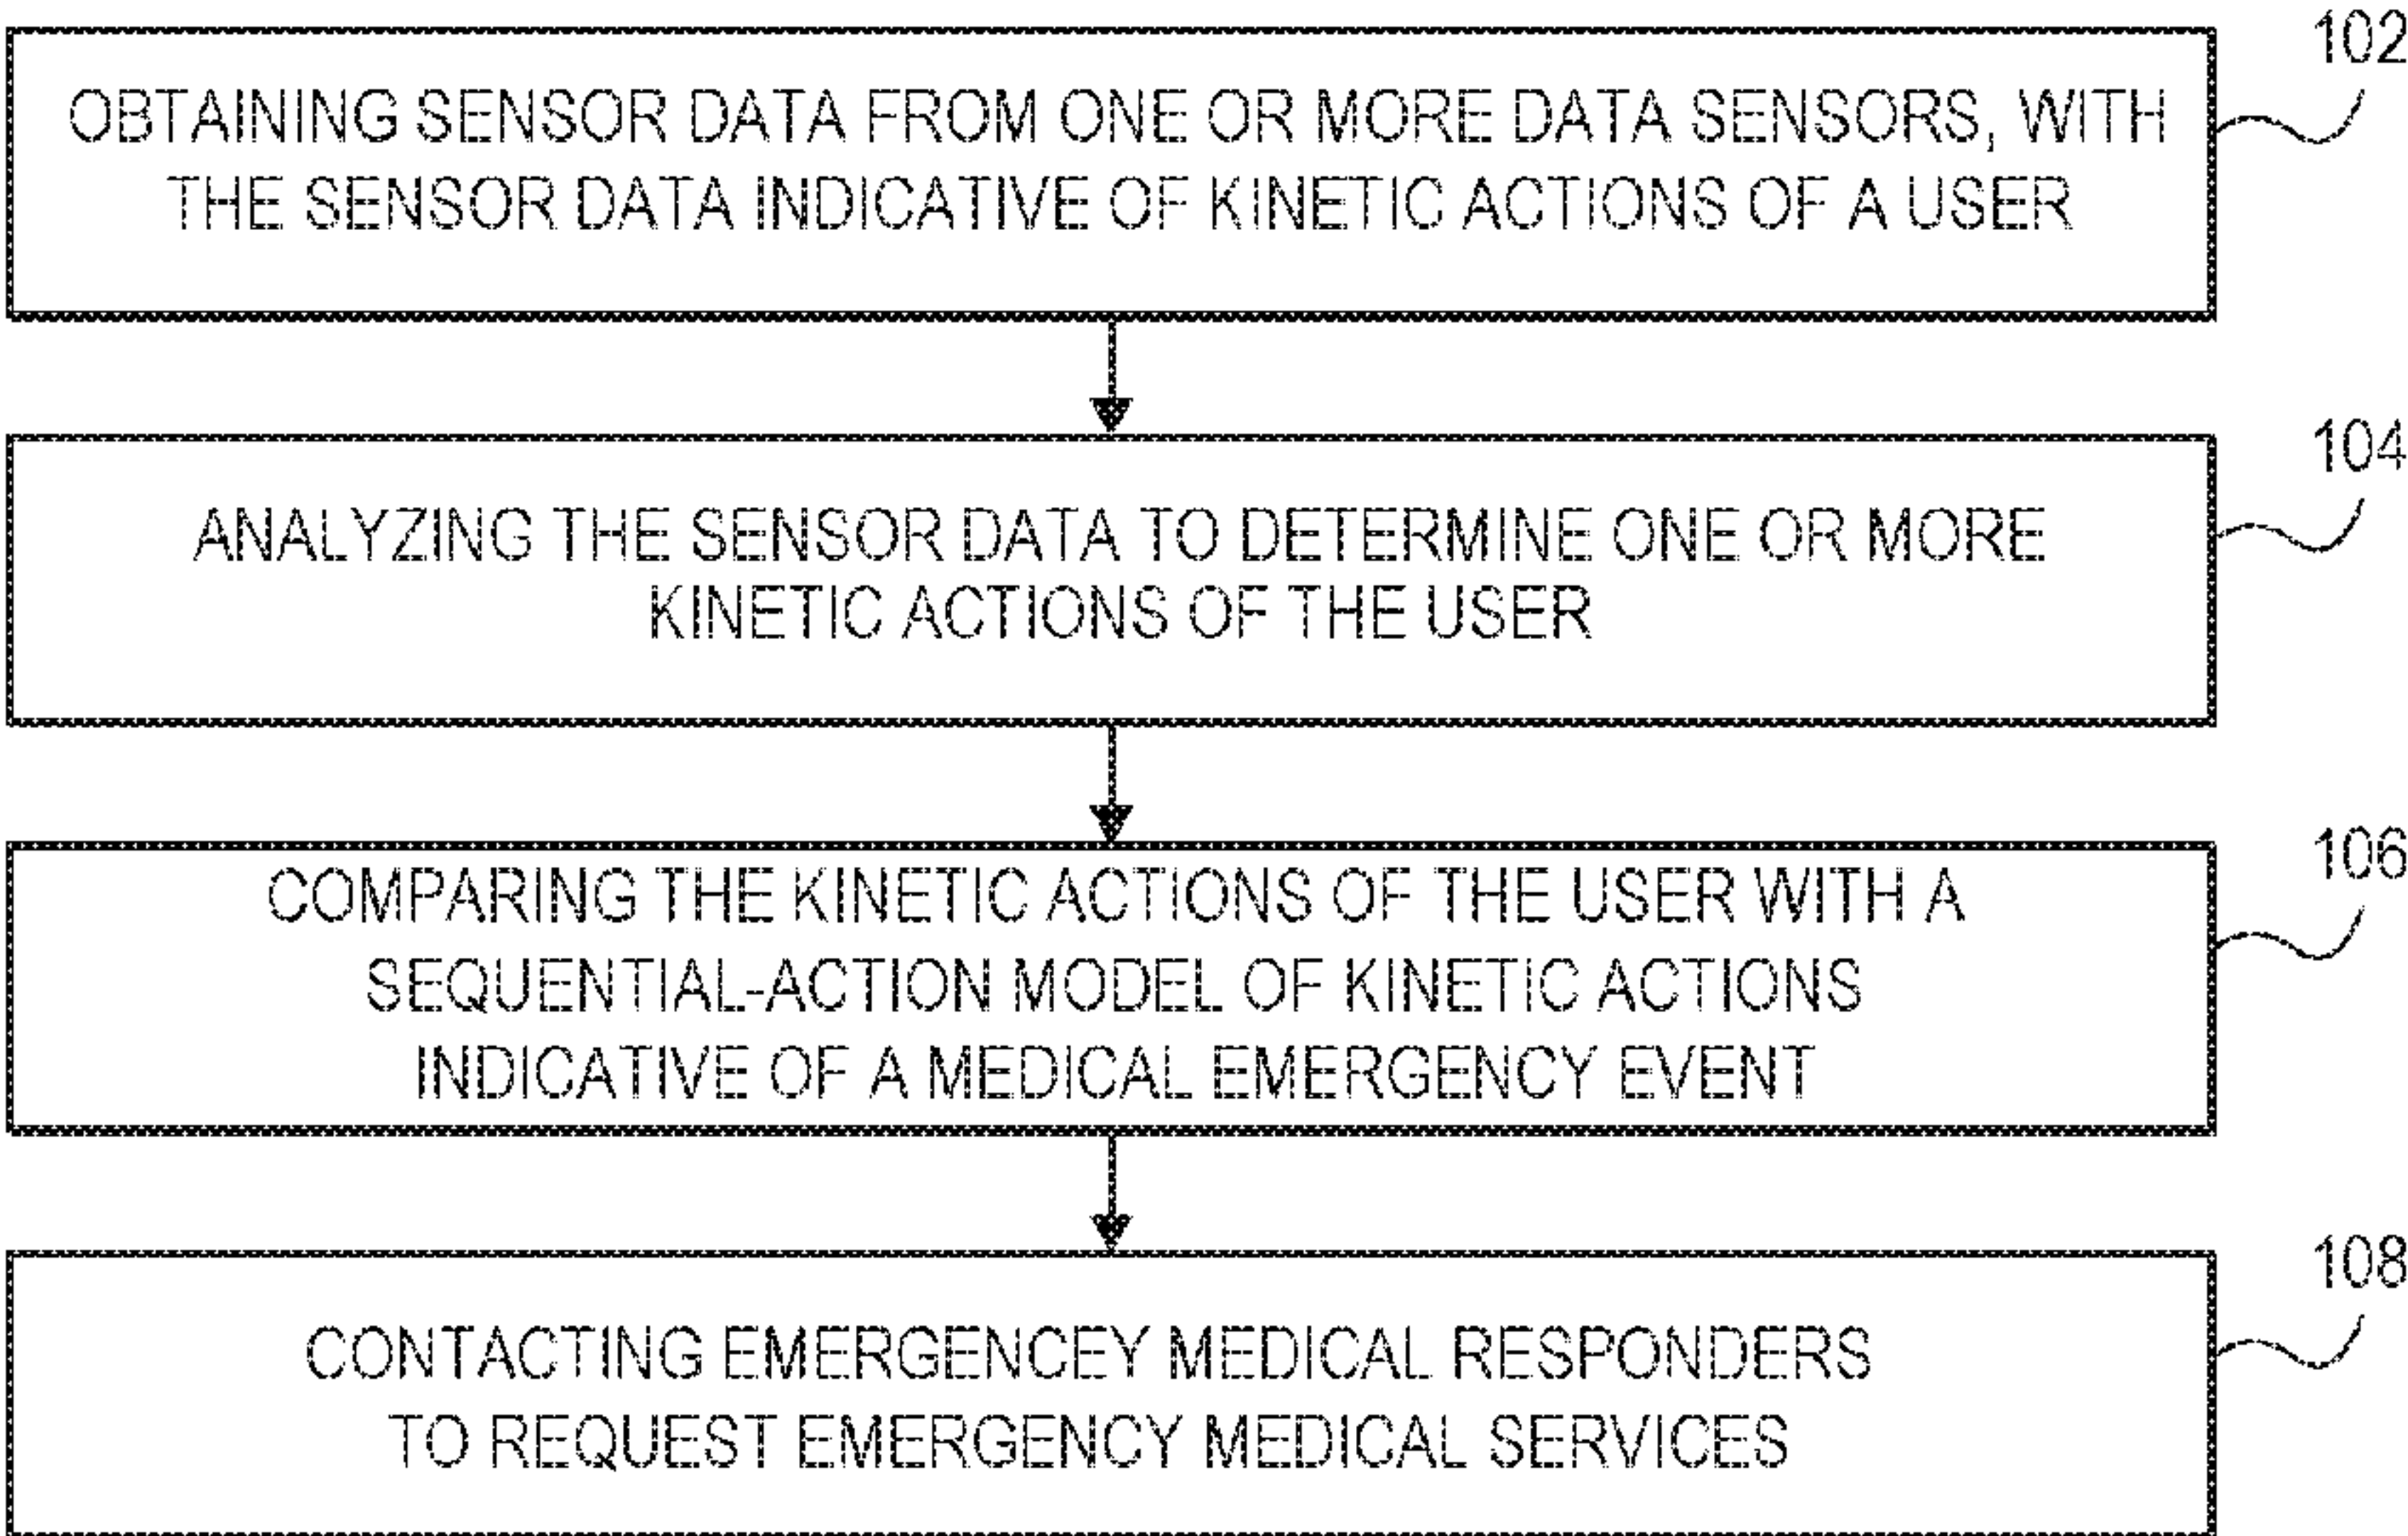 102
OBTAINING SENSOR DATA FROM ONE OR MORE DATA SENSORS, WITH
THE SENSOR DATA INDICATIVE OF KINETIC ACTIONS OF A USER
104
ANALYZING THE SENSOR DATA TO DETERMINE ONE OR MORE
KINETIC ACTIONS OF THE USER
106
COMPARING THE KINETIC ACTIONS OF THE USER WITH A
SEQUENTIAL-ACTION MODEL OF KINETIC ACTIONS
INDICATIVE OF A MEDICAL EMERGENCY EVENT
108
CONTACTING EMERGENCEY MEDICAL RESPONDERS
TO REQUEST EMERGENCY MEDICAL SERVICES